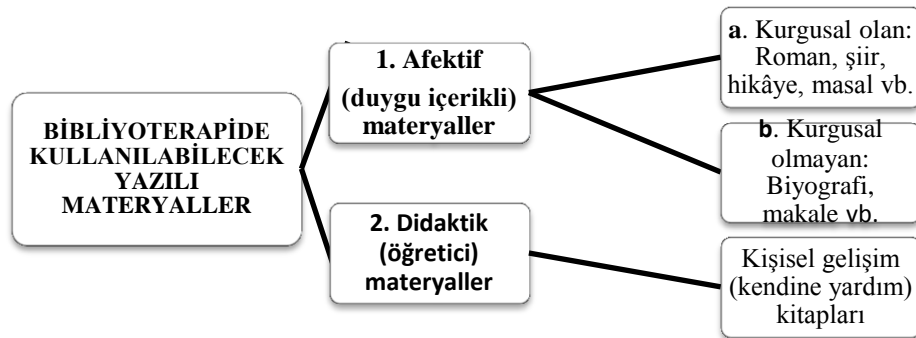 BİBLİYOTERAPİDE
KULLANILABİLECEK
YAZILI
MATERYALLER
1. Afektif
(duygu içerikli)
materyaller
2. Didaktik
(öğretici)
materyaller
a. Kurgusal olan:
Roman, şiir,
hikâye, masal vb.
b. Kurgusal
olmayan:
Biyografi,
makale vb.
Kişisel gelişim
(kendine yardım)
kitapları